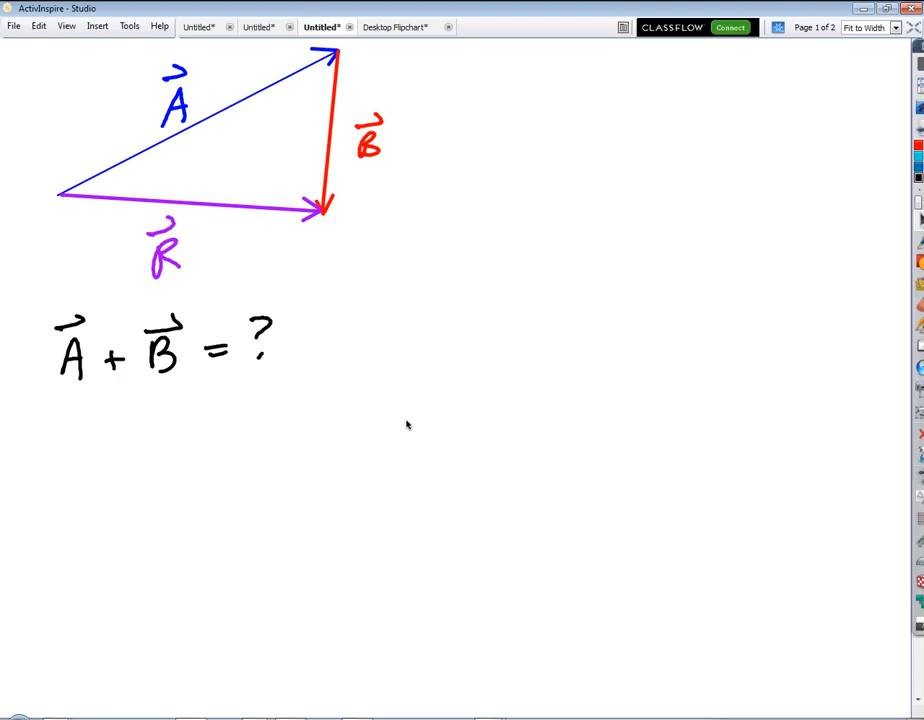 ActivInspire - Studio
File Edit View Insert Tools Help Untitled* Untitled* Untitled* Desktop Flipchart* CLASSFLOW Connect Page 1 of 2 Fit to Width
A⃗
B⃗
R⃗
A⃗ + B⃗ = ?